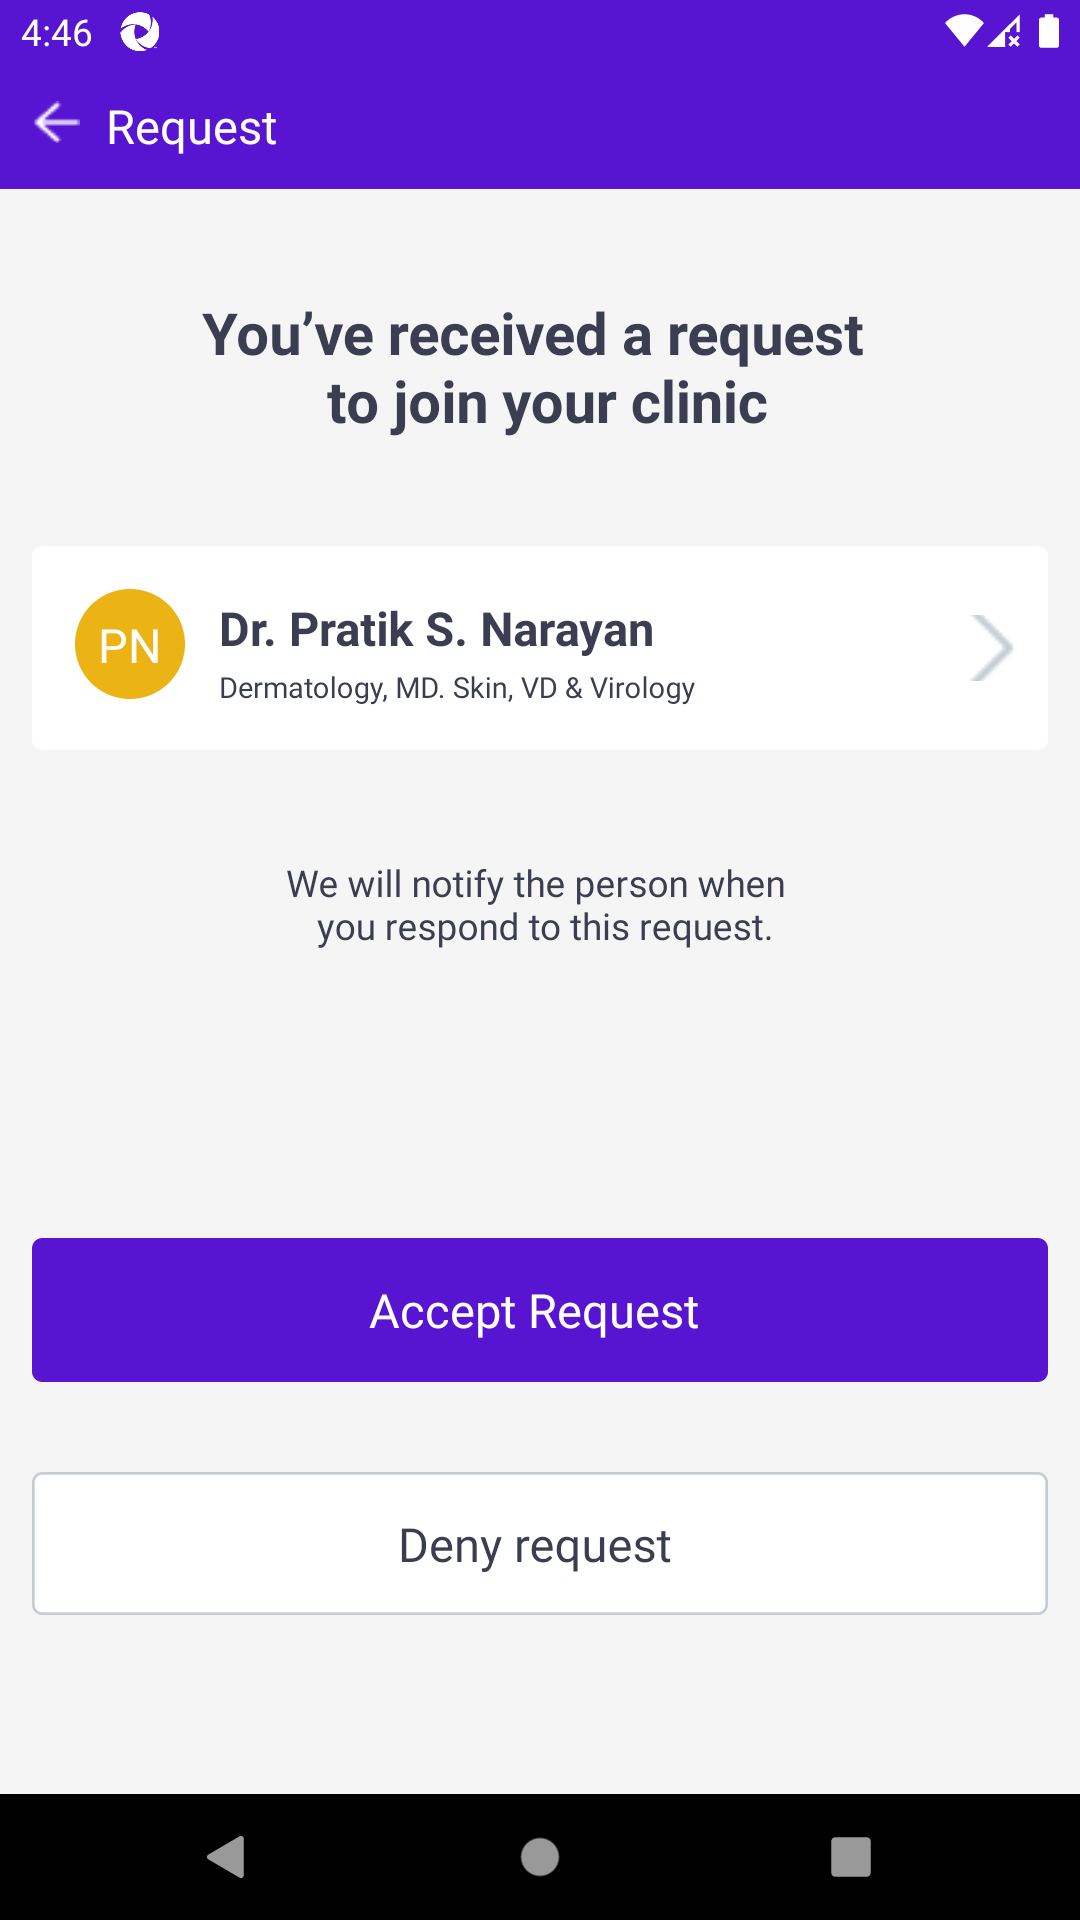 4:46
Request
You’ve received a request
to join your clinic
PN
Dr. Pratik S. Narayan
Dermatology, MD. Skin, VD & Virology
We will notify the person when
you respond to this request.
Accept Request
Deny request